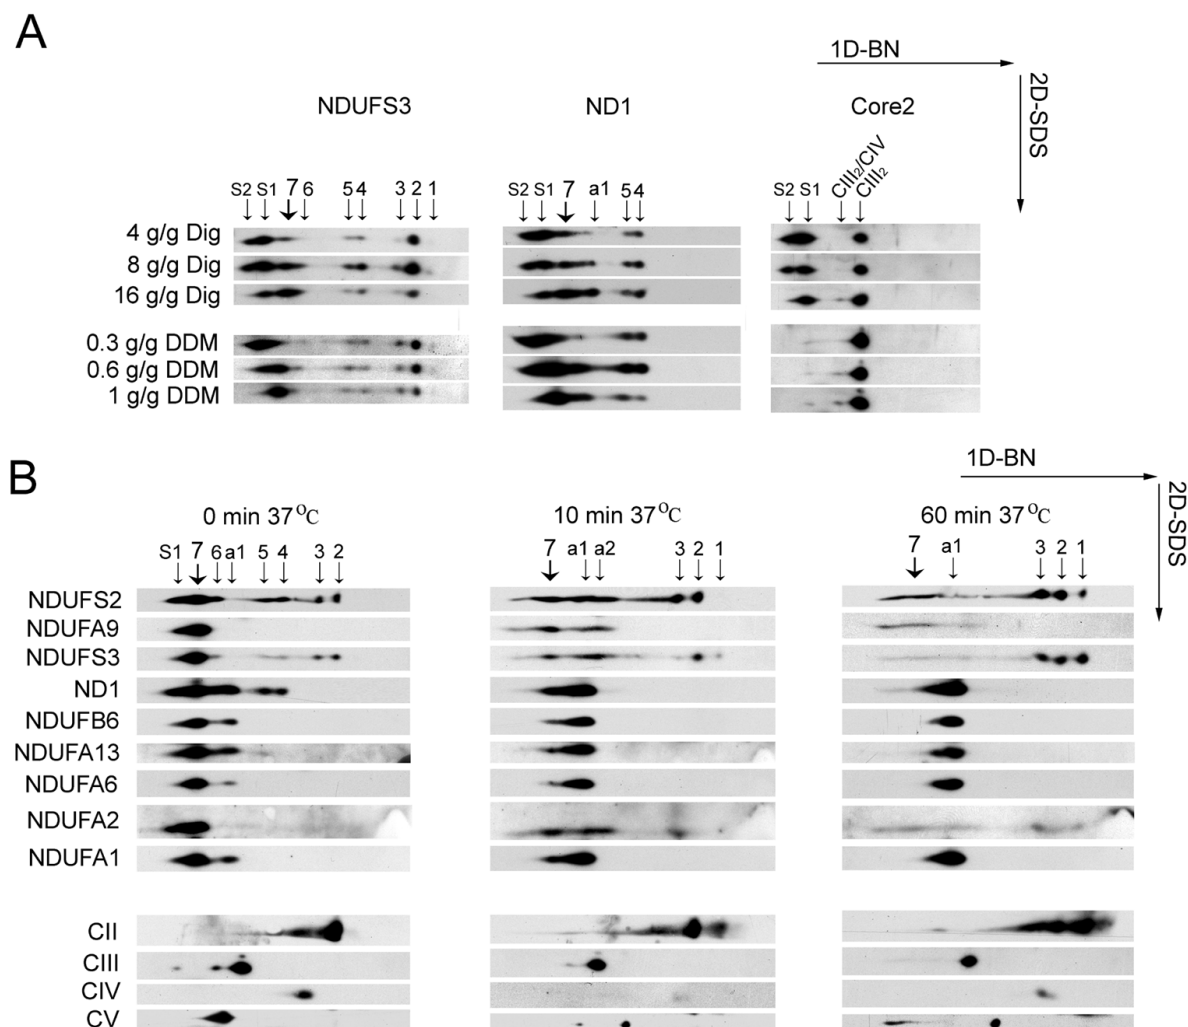 A
1D-BN
2D-SDS
NDUFS3 ND1 Core2
S2 S1 7 6 5 4 3 2 1
S2 S1 7 a1 5 4
S2 S1 CIII₂/CIV CIII₂
4 g/g Dig
8 g/g Dig
16 g/g Dig
0.3 g/g DDM
0.6 g/g DDM
1 g/g DDM
B
1D-BN
2D-SDS
0 min 37°C 10 min 37°C 60 min 37°C
S1 7 6 a1 5 4 3 2
7 a1 a2 3 2 1
7 a1 3 2 1
NDUFS2
NDUFA9
NDUFS3
ND1
NDUFB6
NDUFA13
NDUFA6
NDUFA2
NDUFA1
CII
CIII
CIV
CV